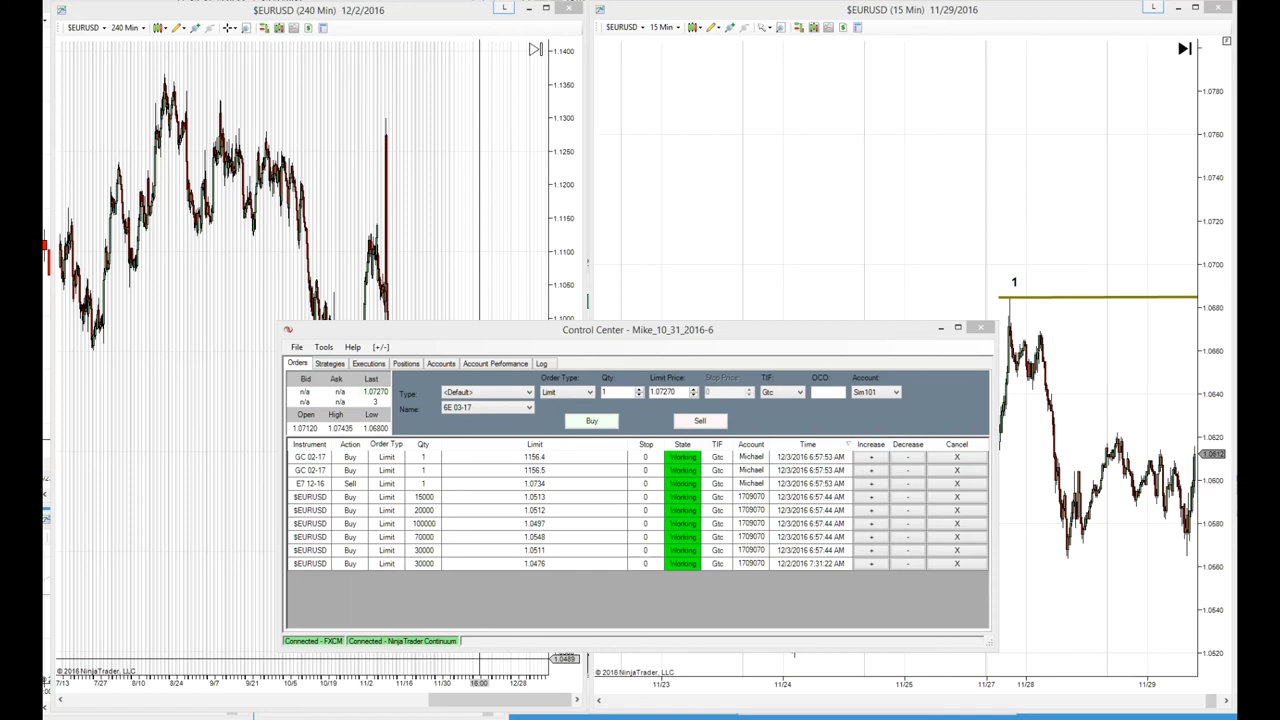 $EURUSD (240 Min) 12/2/2016
L
$EURUSD 240 Min
1.1400
1.1350
1.1300
1.1250
1.1200
1.1150
1.1100
1.1050
1.1000
© 2016 NinjaTrader, LLC
1.0489
7/13 7/27 8/10 8/24 9/7 9/21 10/5 10/19 11/2 11/16 16:00 12/28
$EURUSD (15 Min) 11/29/2016
L
$EURUSD 15 Min
F
1.0780
1.0760
1.0740
1.0720
1.0700
1
1.0680
1.0660
1.0640
1.0620
1.0612
1.0600
1.0580
1.0560
1.0540
1.0520
© 2016 NinjaTrader, LLC
11/23 11/24 11/25 11/27 11/28 11/29
Control Center - Mike_10_31_2016-6
File Tools Help [+/-]
Orders Strategies Executions Positions Accounts Account Performance Log
Bid Ask Last
n/a n/a 1.07270
n/a n/a 3
Open High Low
1.07120 1.07435 1.06800
Order Type: Qty: Limit Price: Stop Price: TIF: OCO: Account:
Type: <Default> Limit 1 1.07270 0 Gtc Sim101
Name: 6E 03-17
Buy Sell
Instrument Action Order Typ Qty Limit Stop State TIF Account Time Increase Decrease Cancel
GC 02-17 Buy Limit 1 1156.4 0 Working Gtc Michael 12/3/2016 6:57:53 AM + - X
GC 02-17 Buy Limit 1 1156.5 0 Working Gtc Michael 12/3/2016 6:57:53 AM + - X
E7 12-16 Sell Limit 1 1.0734 0 Working Gtc Michael 12/3/2016 6:57:53 AM + - X
$EURUSD Buy Limit 15000 1.0513 0 Working Gtc 1709070 12/3/2016 6:57:44 AM + - X
$EURUSD Buy Limit 20000 1.0512 0 Working Gtc 1709070 12/3/2016 6:57:44 AM + - X
$EURUSD Buy Limit 100000 1.0497 0 Working Gtc 1709070 12/3/2016 6:57:44 AM + - X
$EURUSD Buy Limit 70000 1.0548 0 Working Gtc 1709070 12/3/2016 6:57:44 AM + - X
$EURUSD Buy Limit 30000 1.0511 0 Working Gtc 1709070 12/3/2016 6:57:44 AM + - X
$EURUSD Buy Limit 30000 1.0476 0 Working Gtc 1709070 12/2/2016 7:31:22 AM + - X
Connected - FXCM Connected - NinjaTrader Continuum